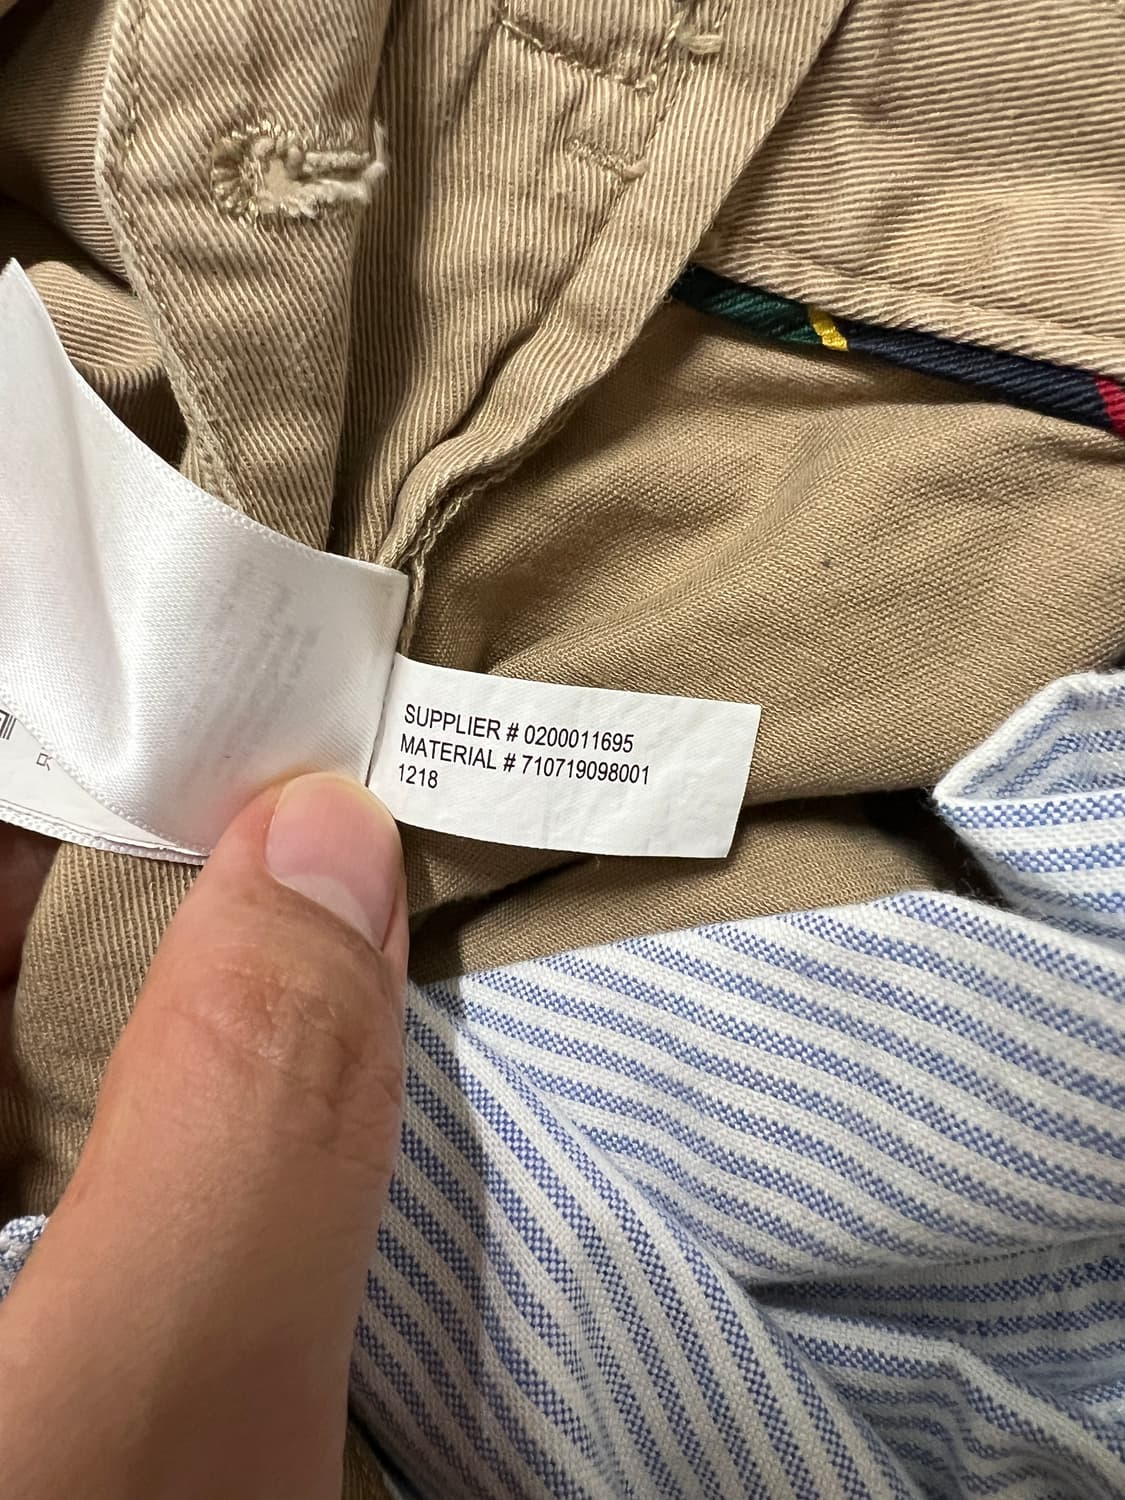 SUPPLIER # 0200011695
MATERIAL # 710719098001
1218